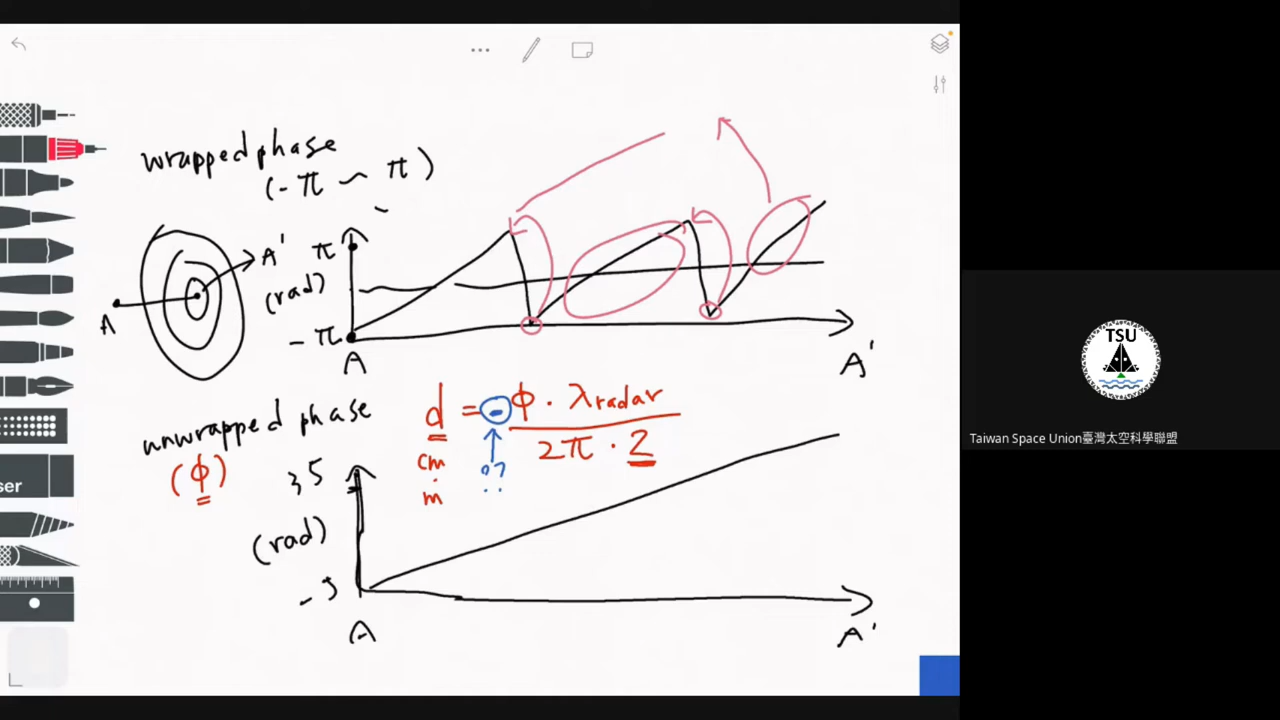 wrapped phase
(-π ~ π)
A'
A
π
(rad)
-π
A
A'
unwrapped phase
(ϕ)
d = - ϕ · λradar
2π · 2
cm
m
??
35
(rad)
A
A'
ser
TSU
Taiwan Space Union臺灣太空科學聯盟